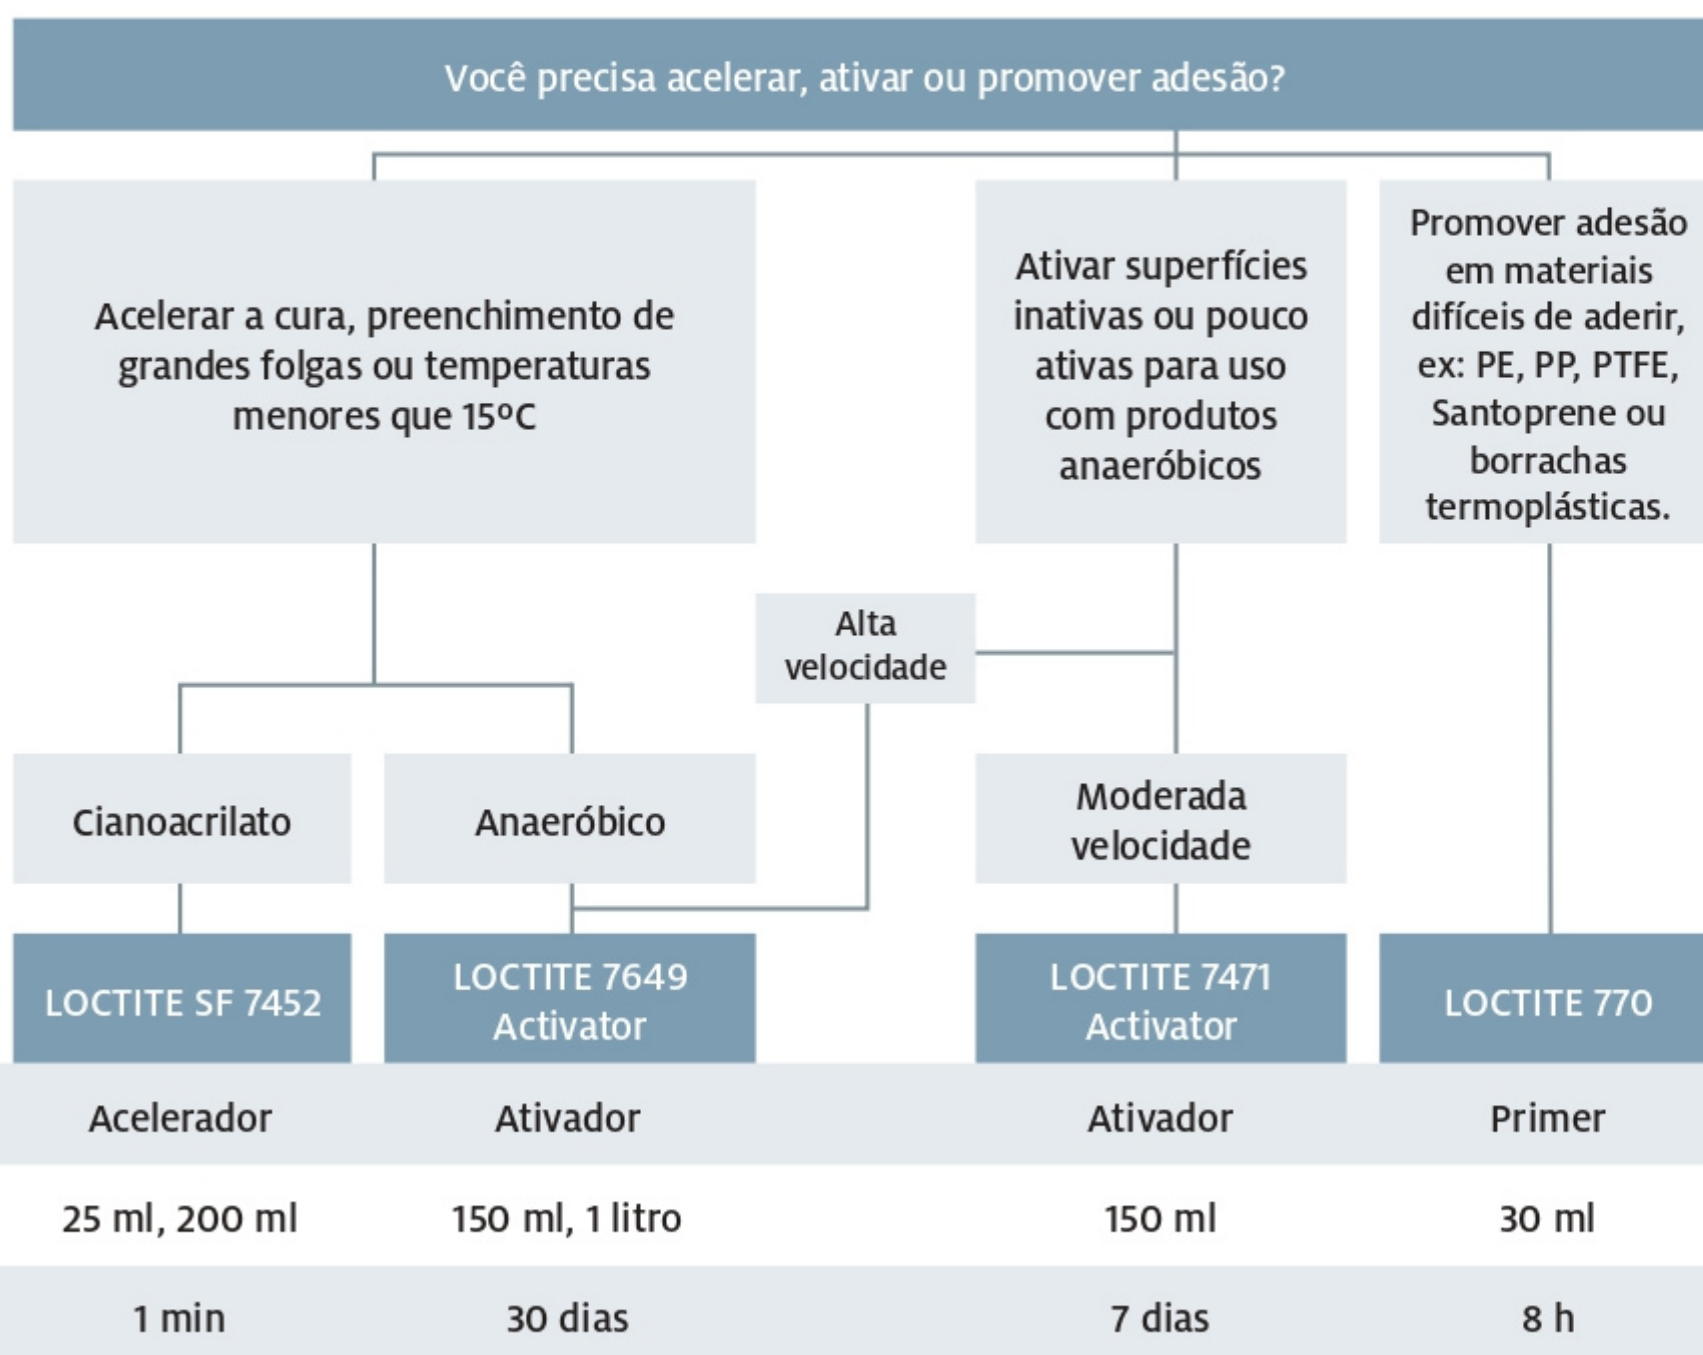 Você precisa acelerar, ativar ou promover adesão?
Acelerar a cura, preenchimento de
grandes folgas ou temperaturas
menores que 15ºC
Ativar superfícies
inativas ou pouco
ativas para uso
com produtos
anaeróbicos
Promover adesão
em materiais
difíceis de aderir,
ex: PE, PP, PTFE,
Santoprene ou
borrachas
termoplásticas.
Alta
velocidade
Cianoacrilato
Anaeróbico
Moderada
velocidade
LOCTITE SF 7452
LOCTITE 7649
Activator
LOCTITE 7471
Activator
LOCTITE 770
Acelerador
Ativador
Ativador
Primer
25 ml, 200 ml
150 ml, 1 litro
150 ml
30 ml
1 min
30 dias
7 dias
8 h